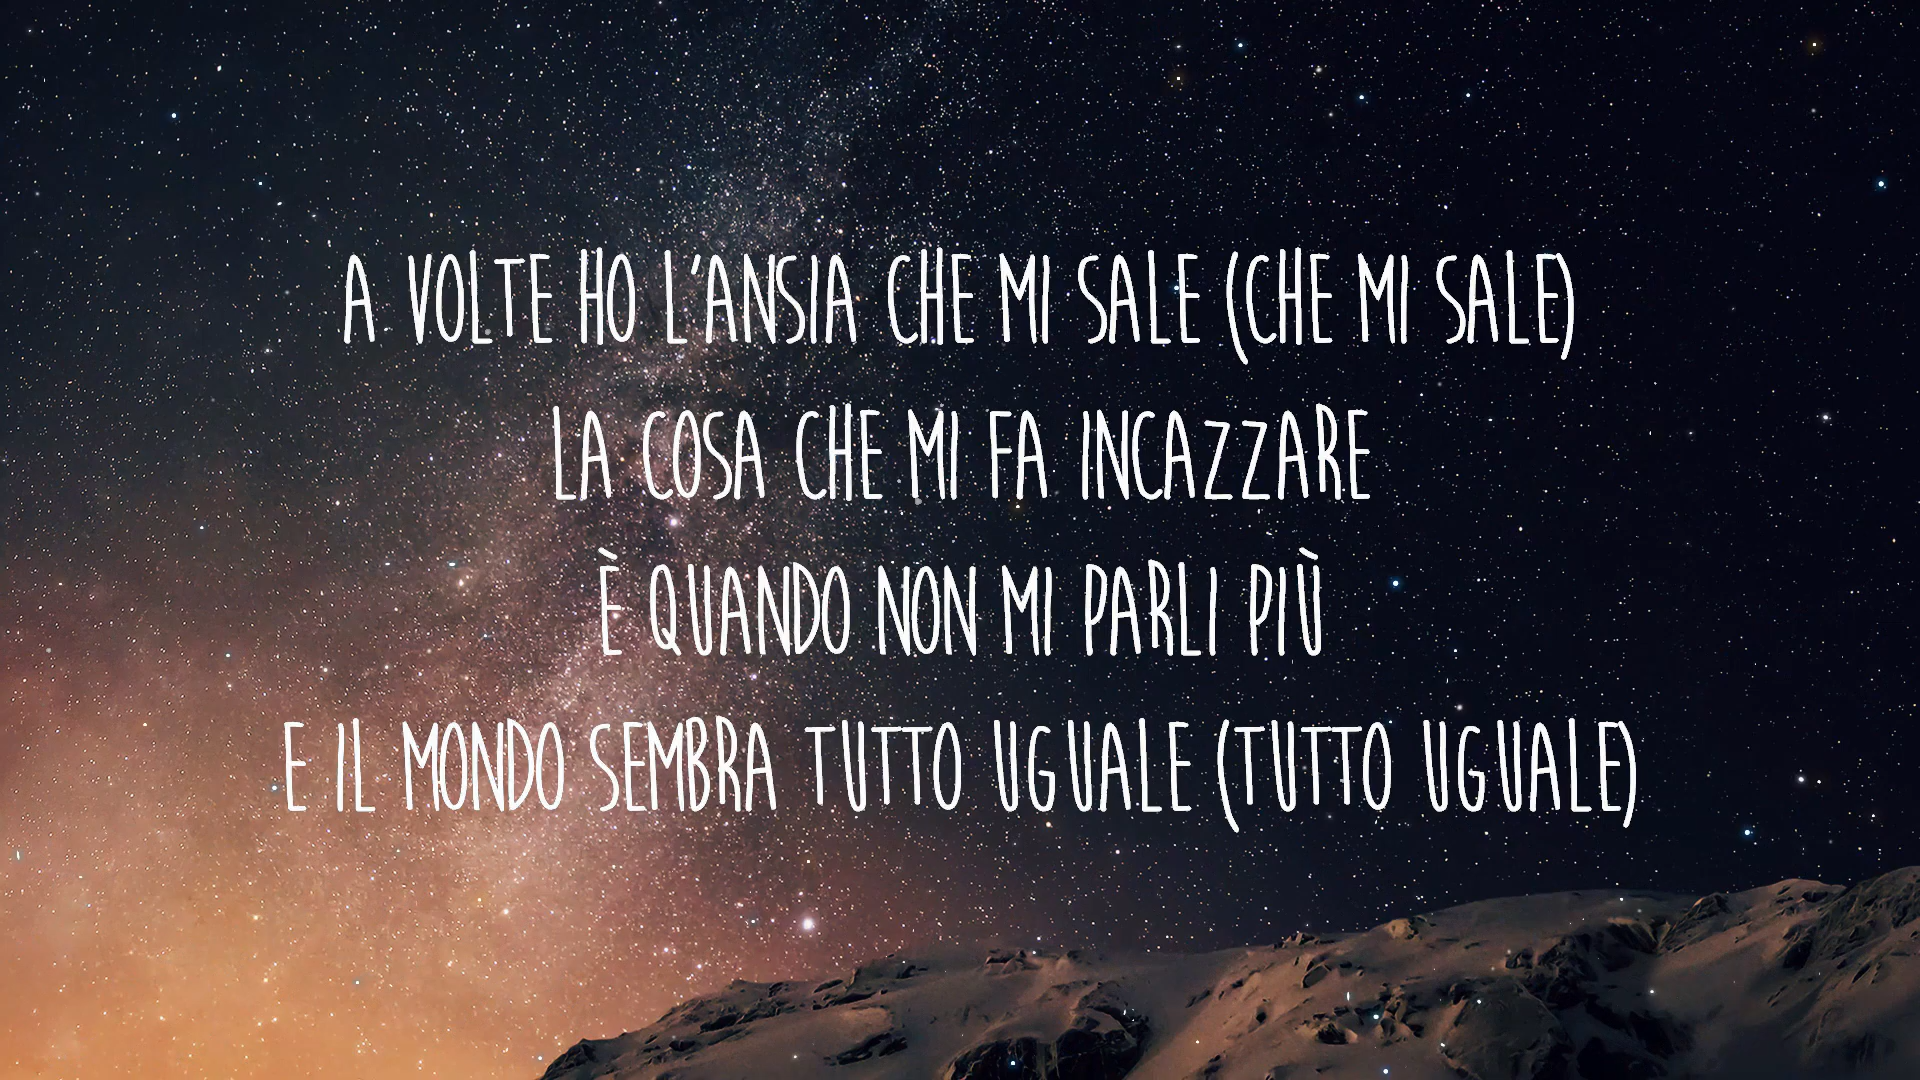 A VOLTE HO L'ANSIA CHE MI SALE (CHE MI SALE)
LA COSA CHE MI FA INCAZZARE
È QUANDO NON MI PARLI PIÙ
E IL MONDO SEMBRA TUTTO UGUALE (TUTTO UGUALE)